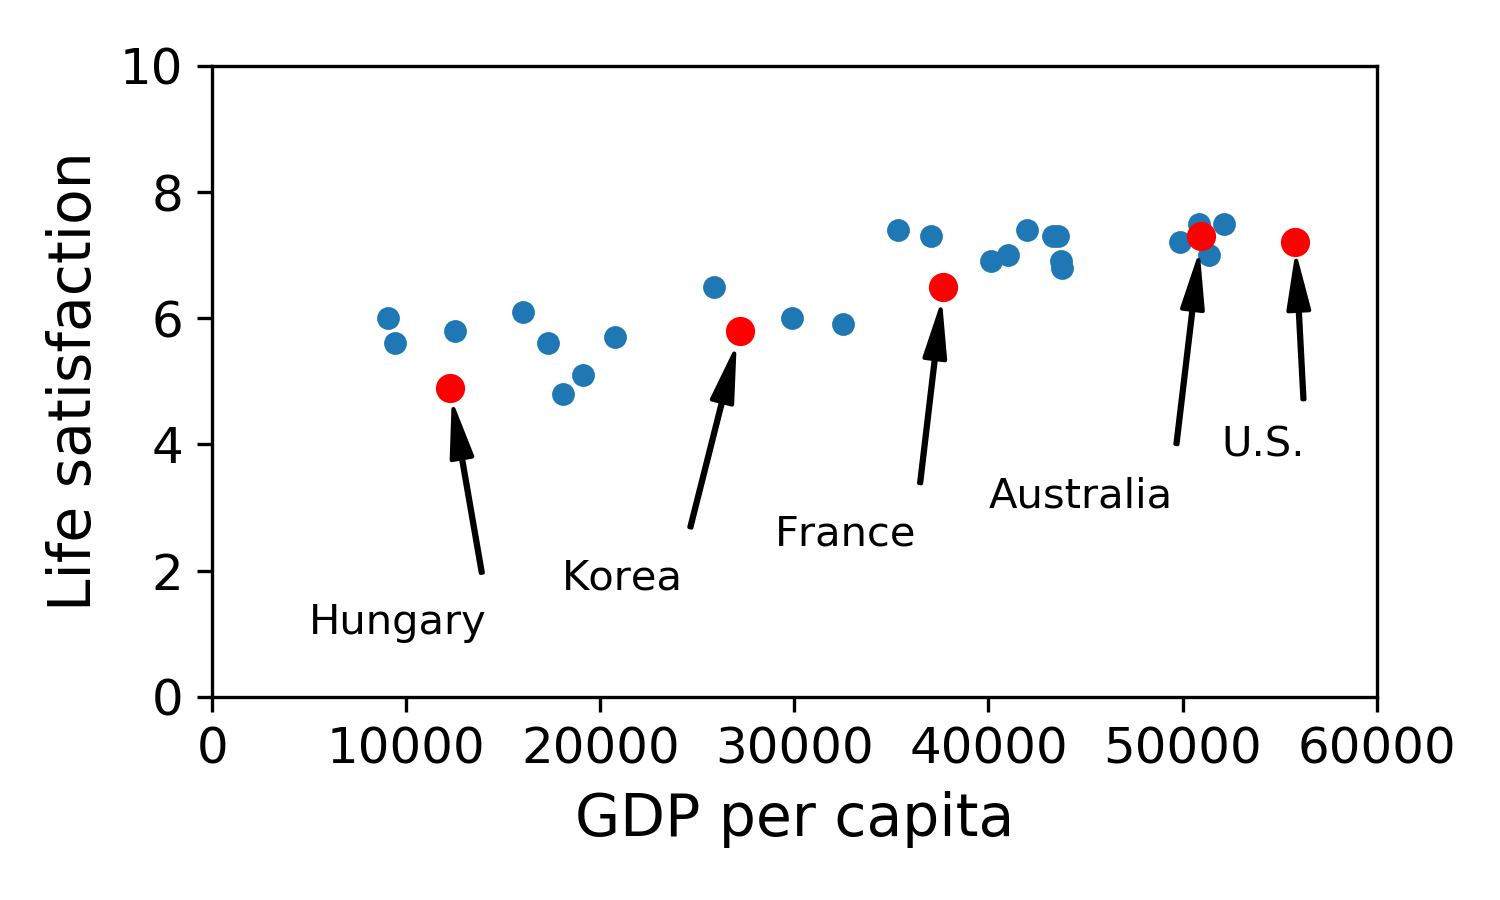 10
8
6
4
2
0
Life satisfaction
U.S.
Australia
France
Korea
Hungary
0 10000 20000 30000 40000 50000 60000
GDP per capita